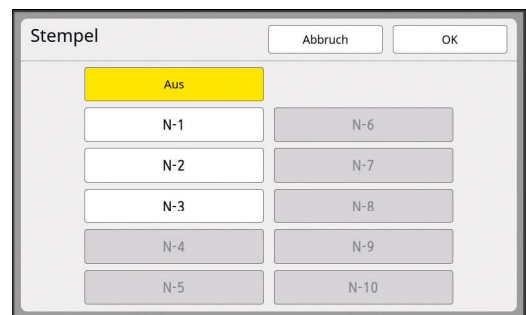 Stempel Abbruch OK
Aus
N-1 N-6
N-2 N-7
N-3 N-8
N-4 N-9
N-5 N-10